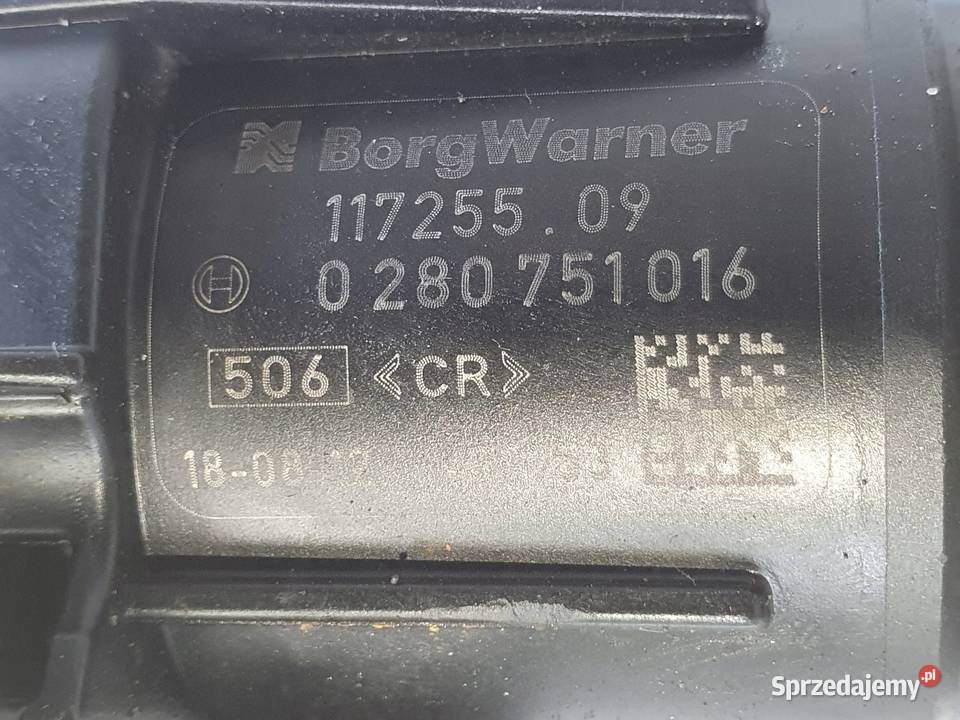 BorgWarner
117255.09
0 280 751 016
506 «CR»
Sprzedajemy.pl